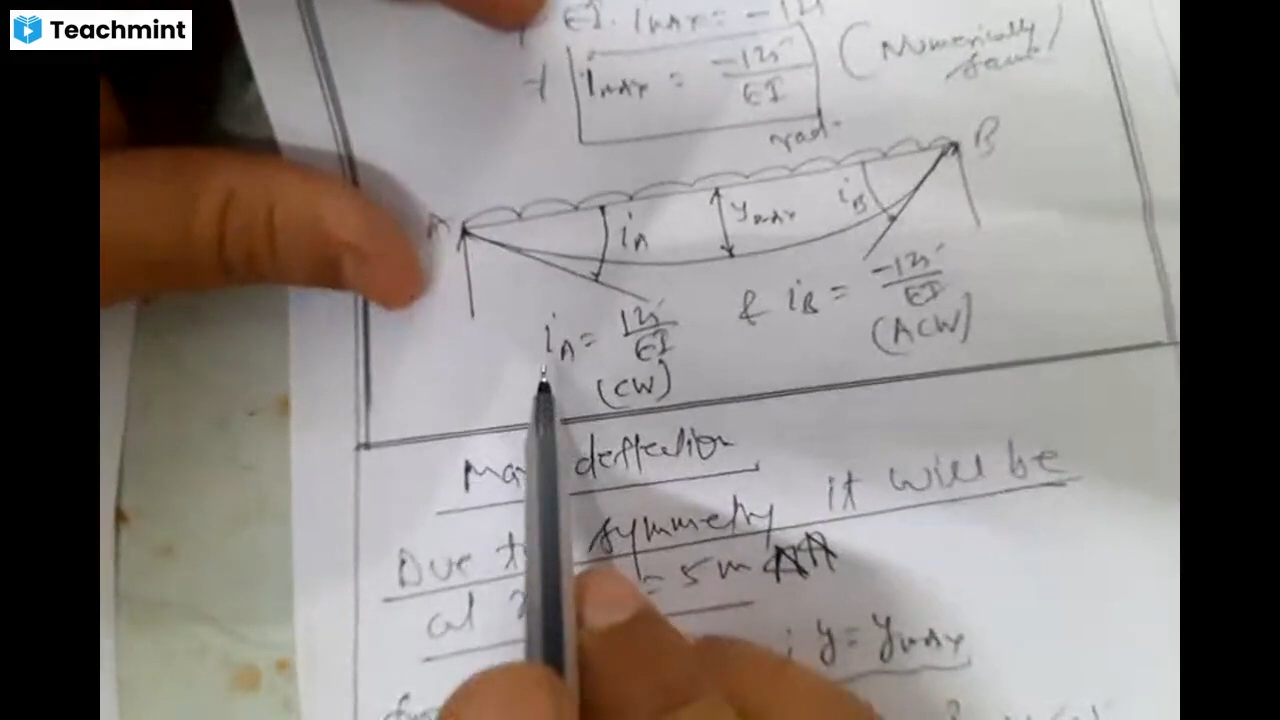 Teachmint
EI. iMAX = -125
iMAX = -125/EI (Numerically same)
rad.
A B
iA yMAX iB
iA = 125/EI & iB = -125/EI
(CW) (ACW)
deflection
Due symmetry it will be
at = 5m
; y = yMAX